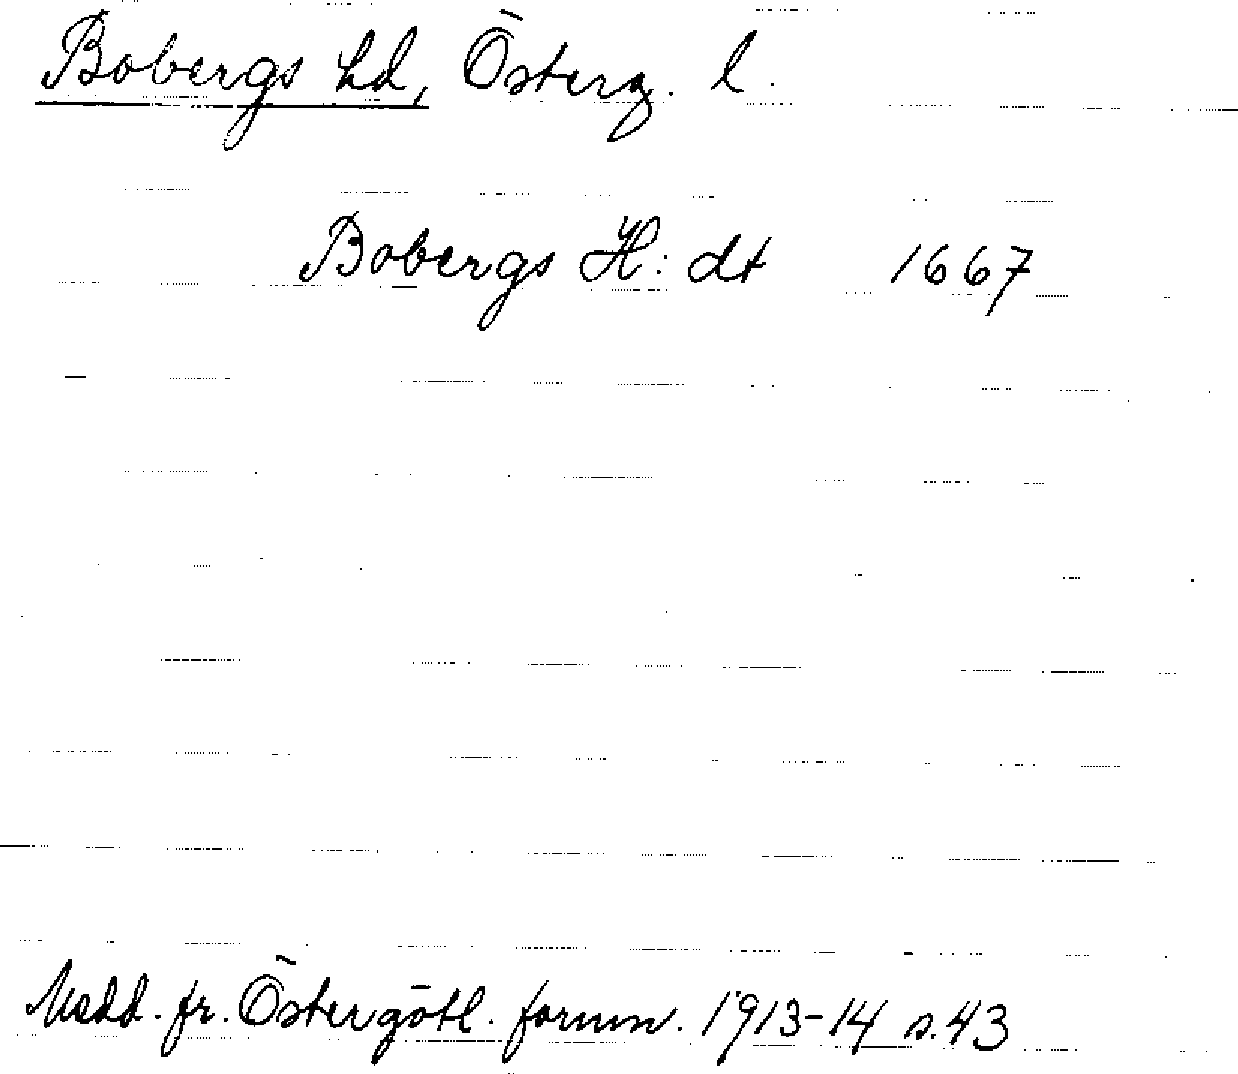 Bobergs hd, Österg. l.
Bobergs H: dt 1667
Medd. fr. Östergötl. fornm. 1913-14 s. 43